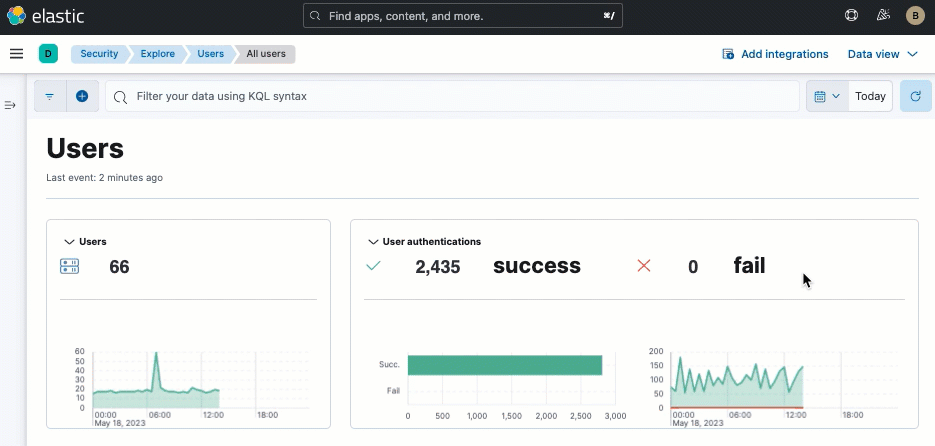 elastic
Find apps, content, and more.
⌘/
B
D
Security
Explore
Users
All users
Add integrations
Data view
Filter your data using KQL syntax
Today
Users
Last event: 2 minutes ago
Users
66
User authentications
2,435 success
0 fail
60
50
40
30
20
10
0
00:00 06:00 12:00 18:00
May 18, 2023
Succ.
Fail
0 500 1,000 1,500 2,000 2,500 3,000
200
150
100
50
0
00:00 06:00 12:00 18:00
May 18, 2023